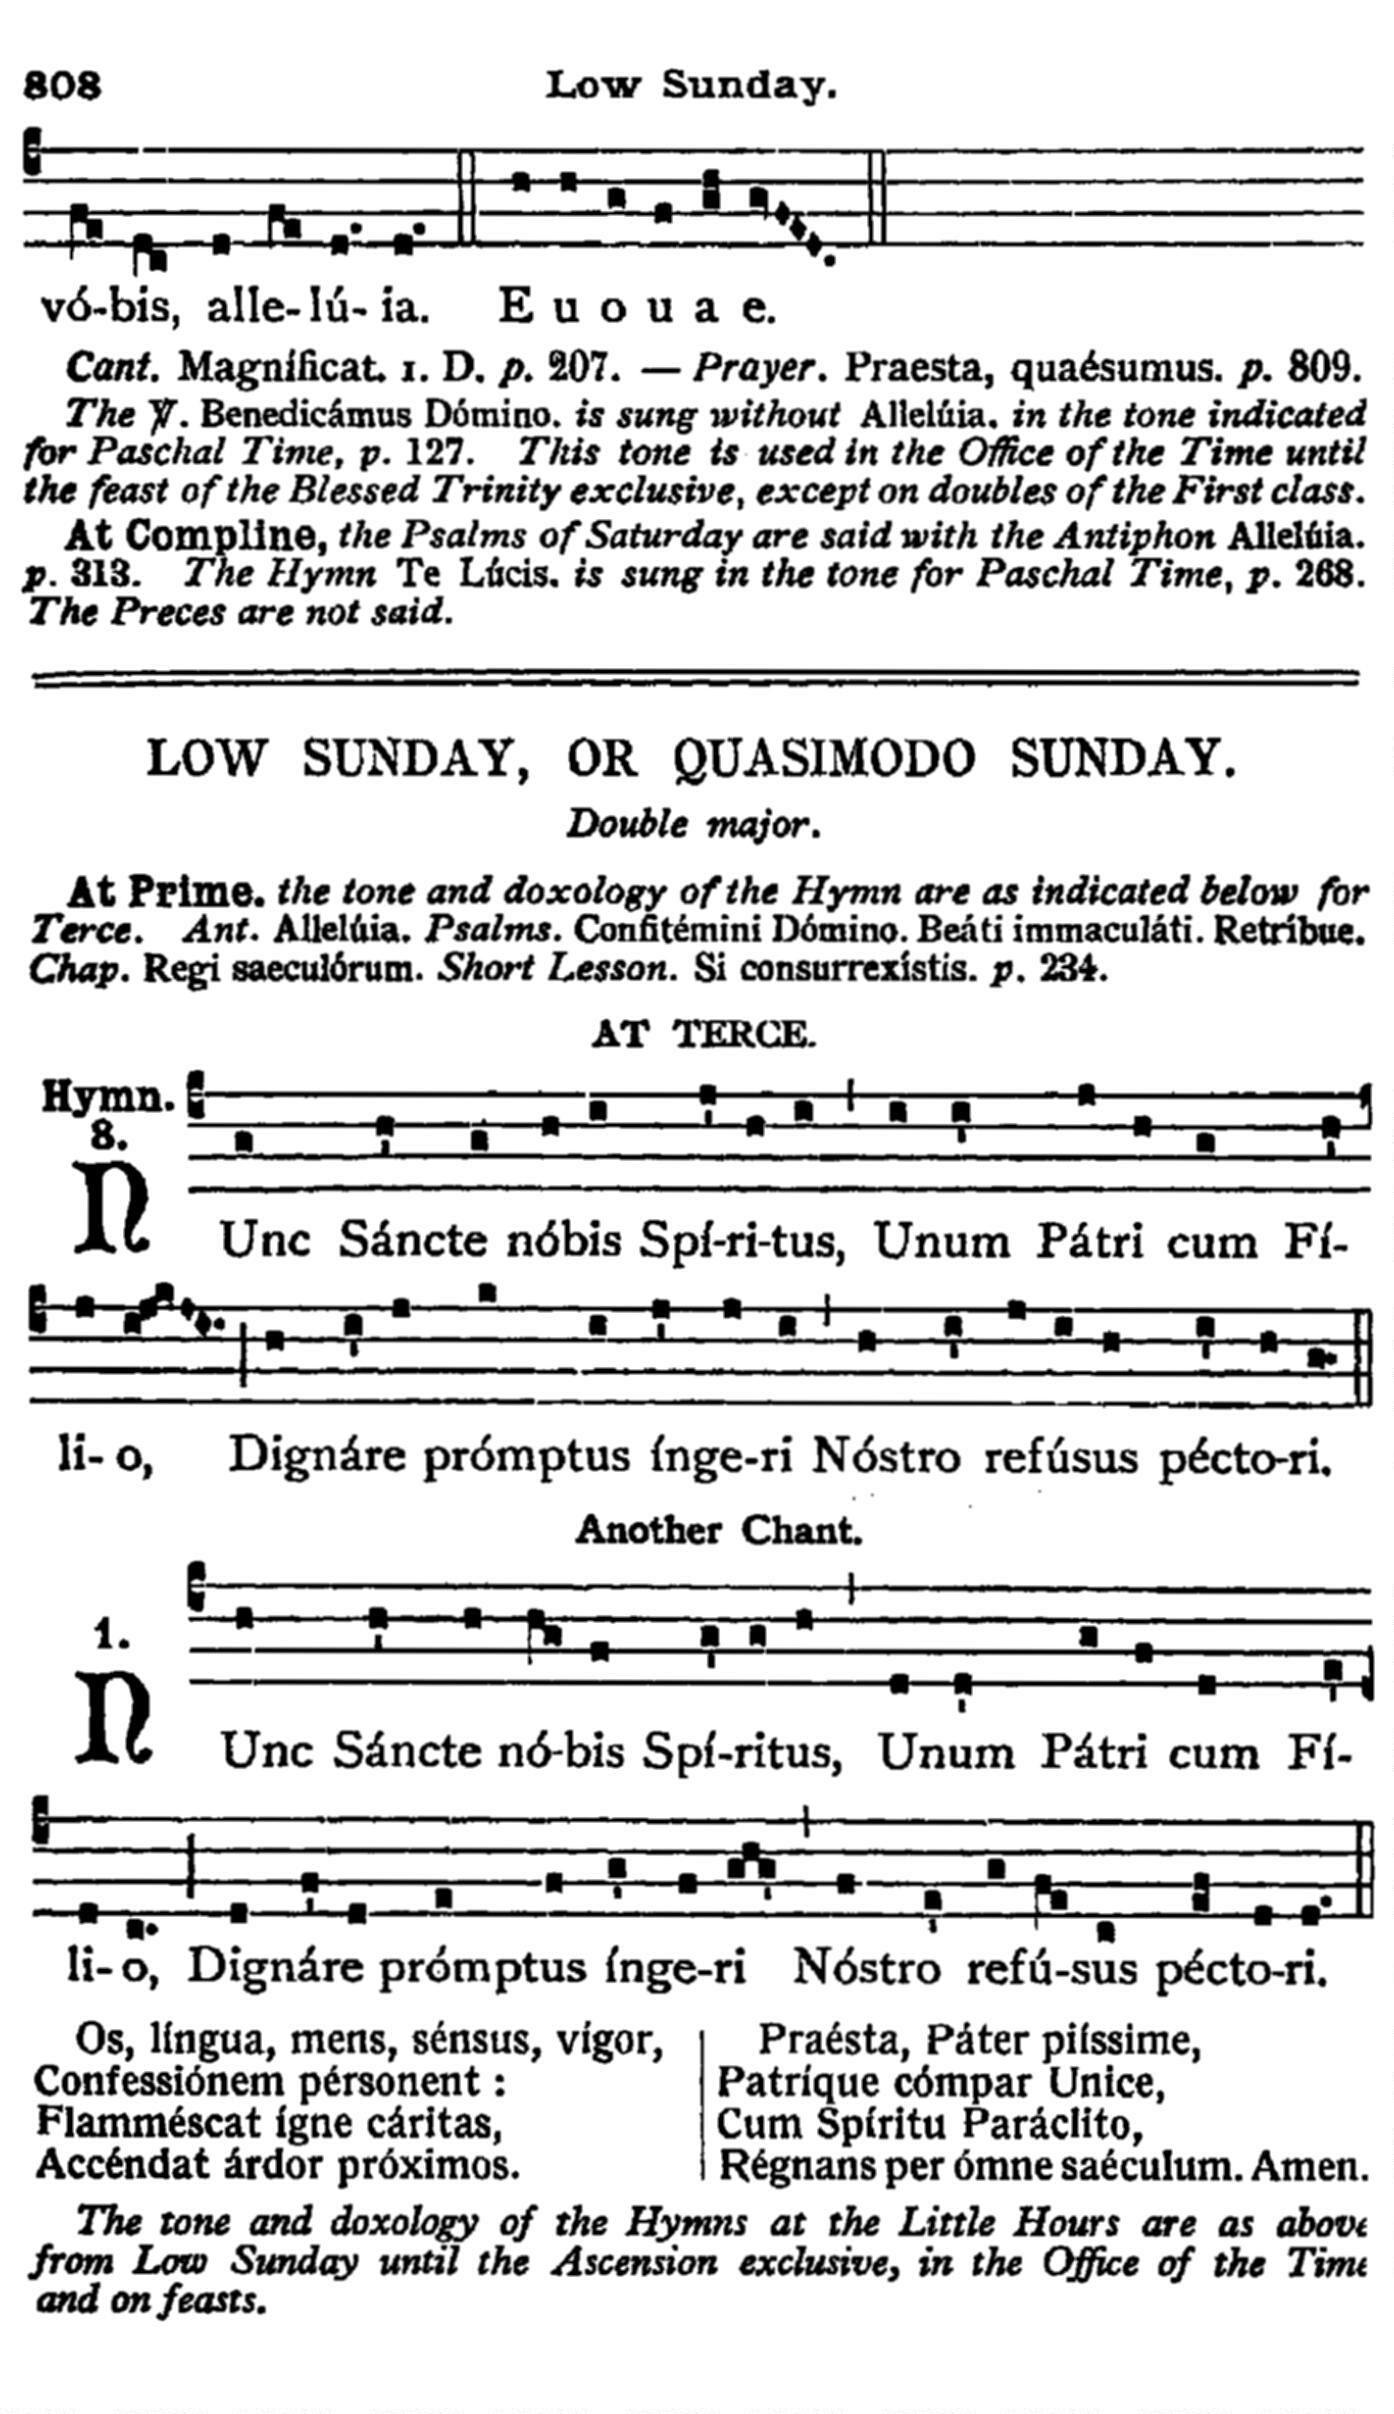 808 Low Sunday.
vó-bis, alle-lú-ia. E u o u a e.
Cant. Magníficat. 1. D. p. 207. — Prayer. Praesta, quaésumus. p. 809.
The ℣. Benedicámus Dómino. is sung without Allelúia. in the tone indicated
for Paschal Time, p. 127. This tone is used in the Office of the Time until
the feast of the Blessed Trinity exclusive, except on doubles of the First class.
At Compline, the Psalms of Saturday are said with the Antiphon Allelúia.
p. 313. The Hymn Te Lúcis. is sung in the tone for Paschal Time, p. 268.
The Preces are not said.
LOW SUNDAY, OR QUASIMODO SUNDAY.
Double major.
At Prime. the tone and doxology of the Hymn are as indicated below for
Terce. Ant. Allelúia. Psalms. Confitémini Dómino. Beáti immaculáti. Retríbue.
Chap. Regi saeculórum. Short Lesson. Si consurrexístis. p. 234.
AT TERCE.
Hymn.
8.
NUnc Sáncte nóbis Spí-ri-tus, Unum Pátri cum Fí-
li-o, Dignáre prómptus ínge-ri Nóstro refúsus pécto-ri.
Another Chant.
1.
NUnc Sáncte nó-bis Spí-ritus, Unum Pátri cum Fí-
li-o, Dignáre prómptus ínge-ri Nóstro refú-sus pécto-ri.
Os, língua, mens, sénsus, vígor,
Confessiónem pérsonent :
Flamméscat ígne cáritas,
Accéndat árdor próximos.
Praésta, Páter piíssime,
Patríque cómpar Unice,
Cum Spíritu Paráclito,
Régnans per ómne saéculum. Amen.
The tone and doxology of the Hymns at the Little Hours are as above
from Low Sunday until the Ascension exclusive, in the Office of the Time
and on feasts.